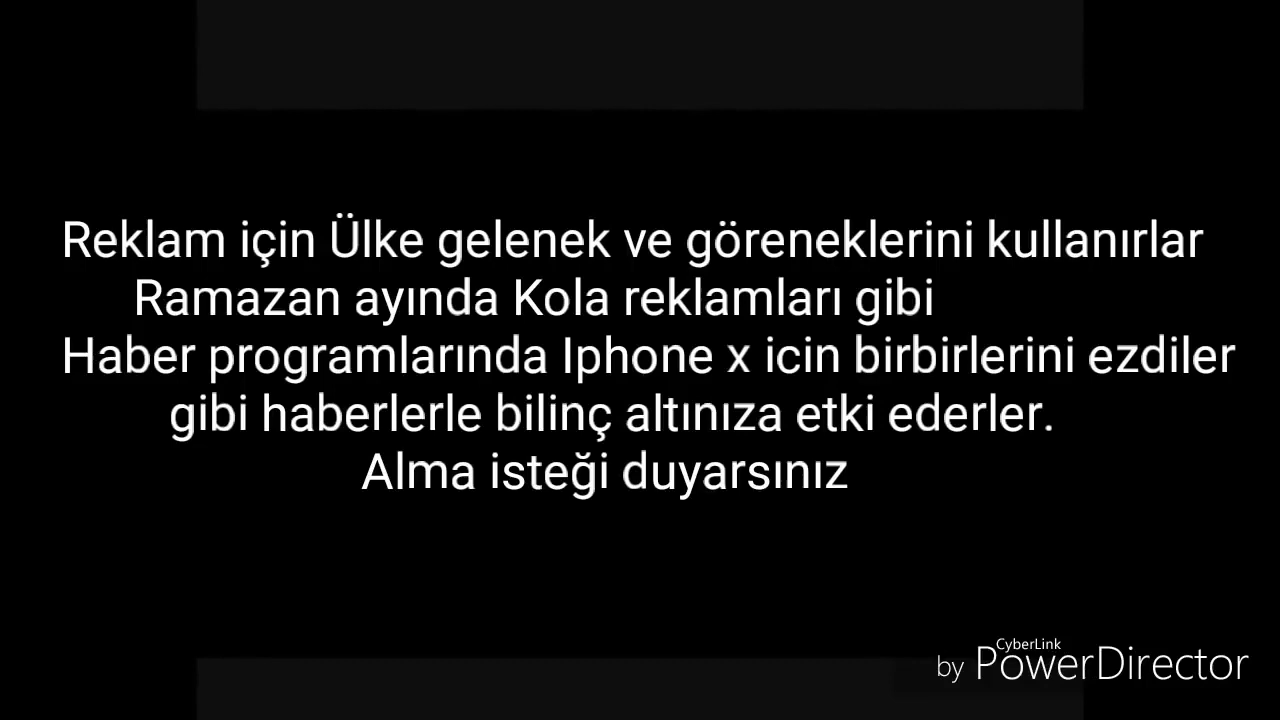 Reklam için Ülke gelenek ve göreneklerini kullanırlar
Ramazan ayında Kola reklamları gibi
Haber programlarında Iphone x icin birbirlerini ezdiler
gibi haberlerle bilinç altınıza etki ederler.
Alma isteği duyarsınız
CyberLink
by PowerDirector